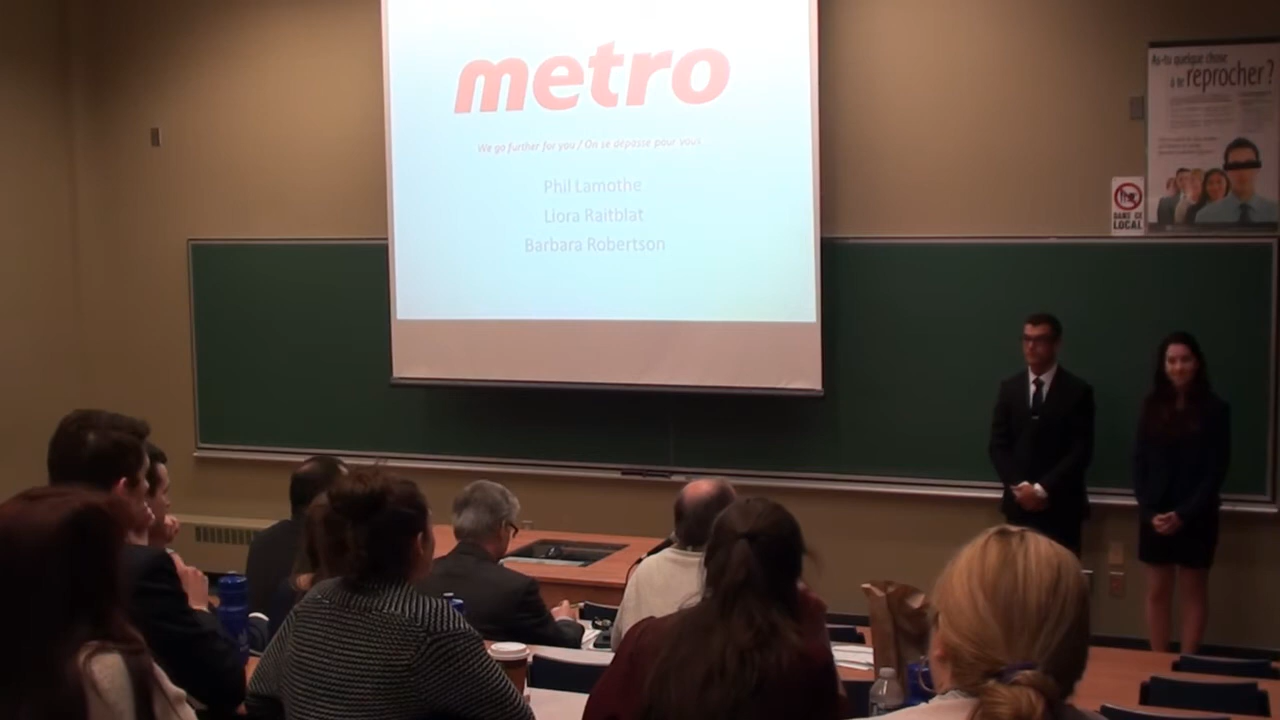 metro
We go further for you / On se dépasse pour vous
Phil Lamothe
Liora Raitblat
Barbara Robertson
As-tu quelque chose
à te reprocher?
DANS CE
LOCAL